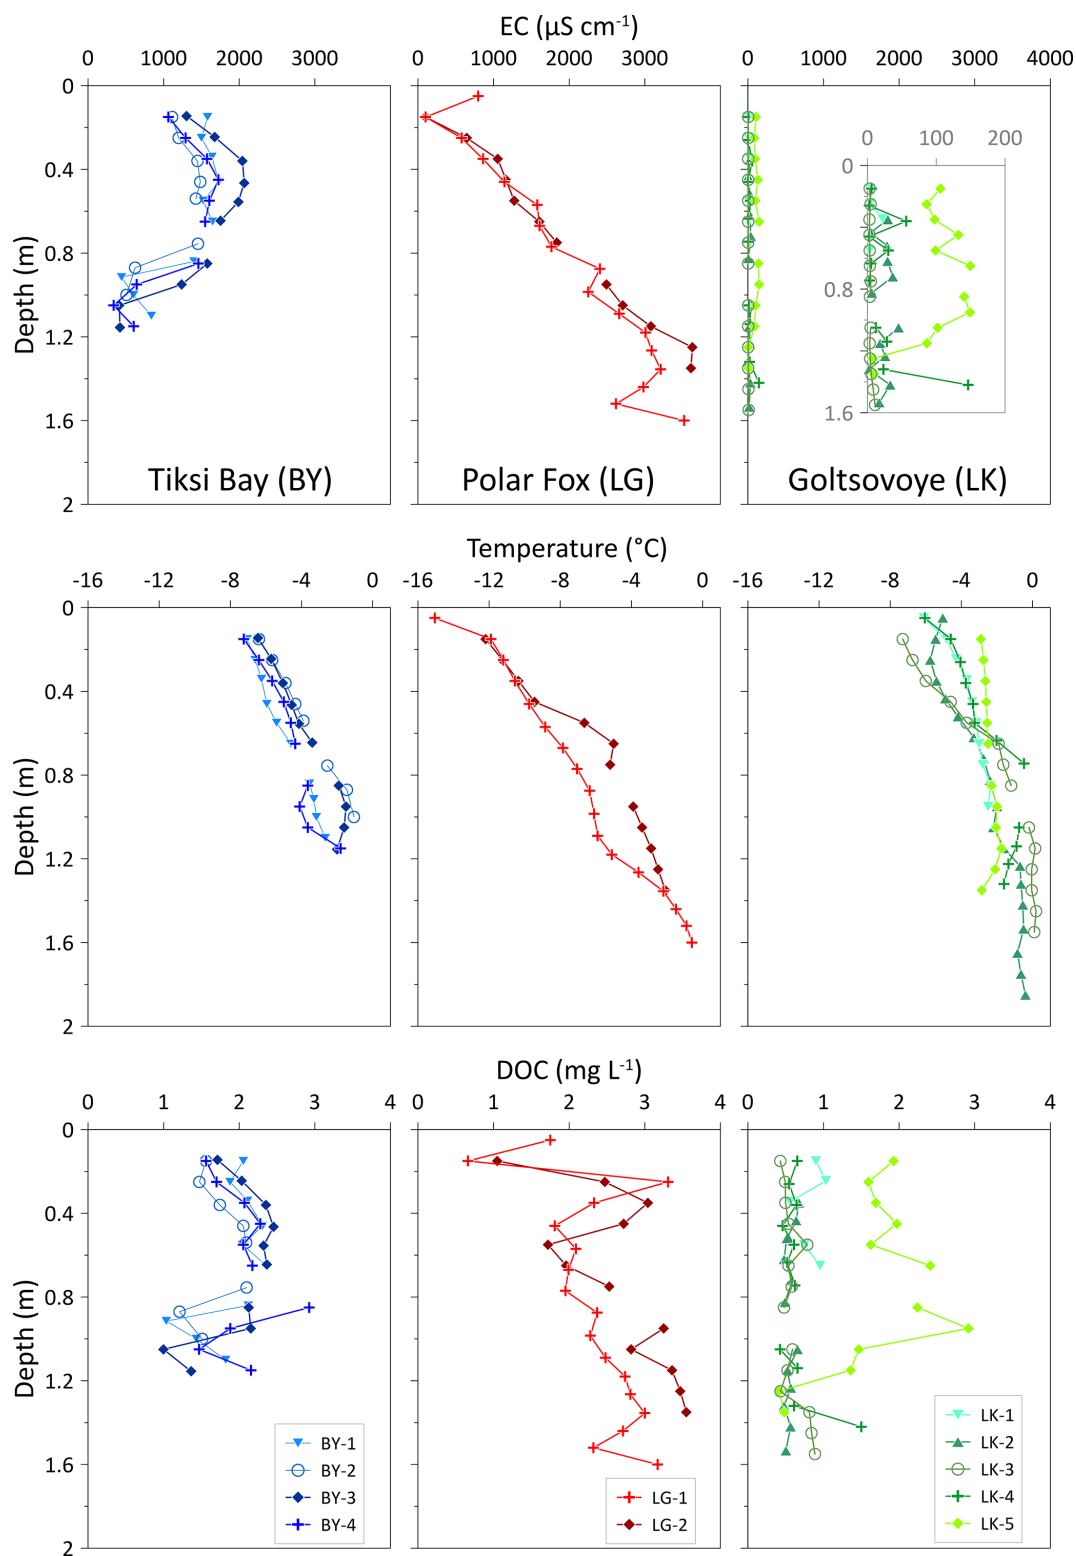 EC (µS cm-1)
0 1000 2000 3000 0 1000 2000 3000 0 1000 2000 3000 4000
0
0.4
0.8
1.2
1.6
2
Depth (m)
0 100 200
0
0.8
1.6
Tiksi Bay (BY) Polar Fox (LG) Goltsovoye (LK)
Temperature (°C)
-16 -12 -8 -4 0 -16 -12 -8 -4 0 -16 -12 -8 -4 0
0
0.4
0.8
1.2
1.6
2
Depth (m)
DOC (mg L-1)
0 1 2 3 4 0 1 2 3 4 0 1 2 3 4
0
0.4
0.8
1.2
1.6
2
Depth (m)
BY-1
BY-2
BY-3
BY-4
LG-1
LG-2
LK-1
LK-2
LK-3
LK-4
LK-5